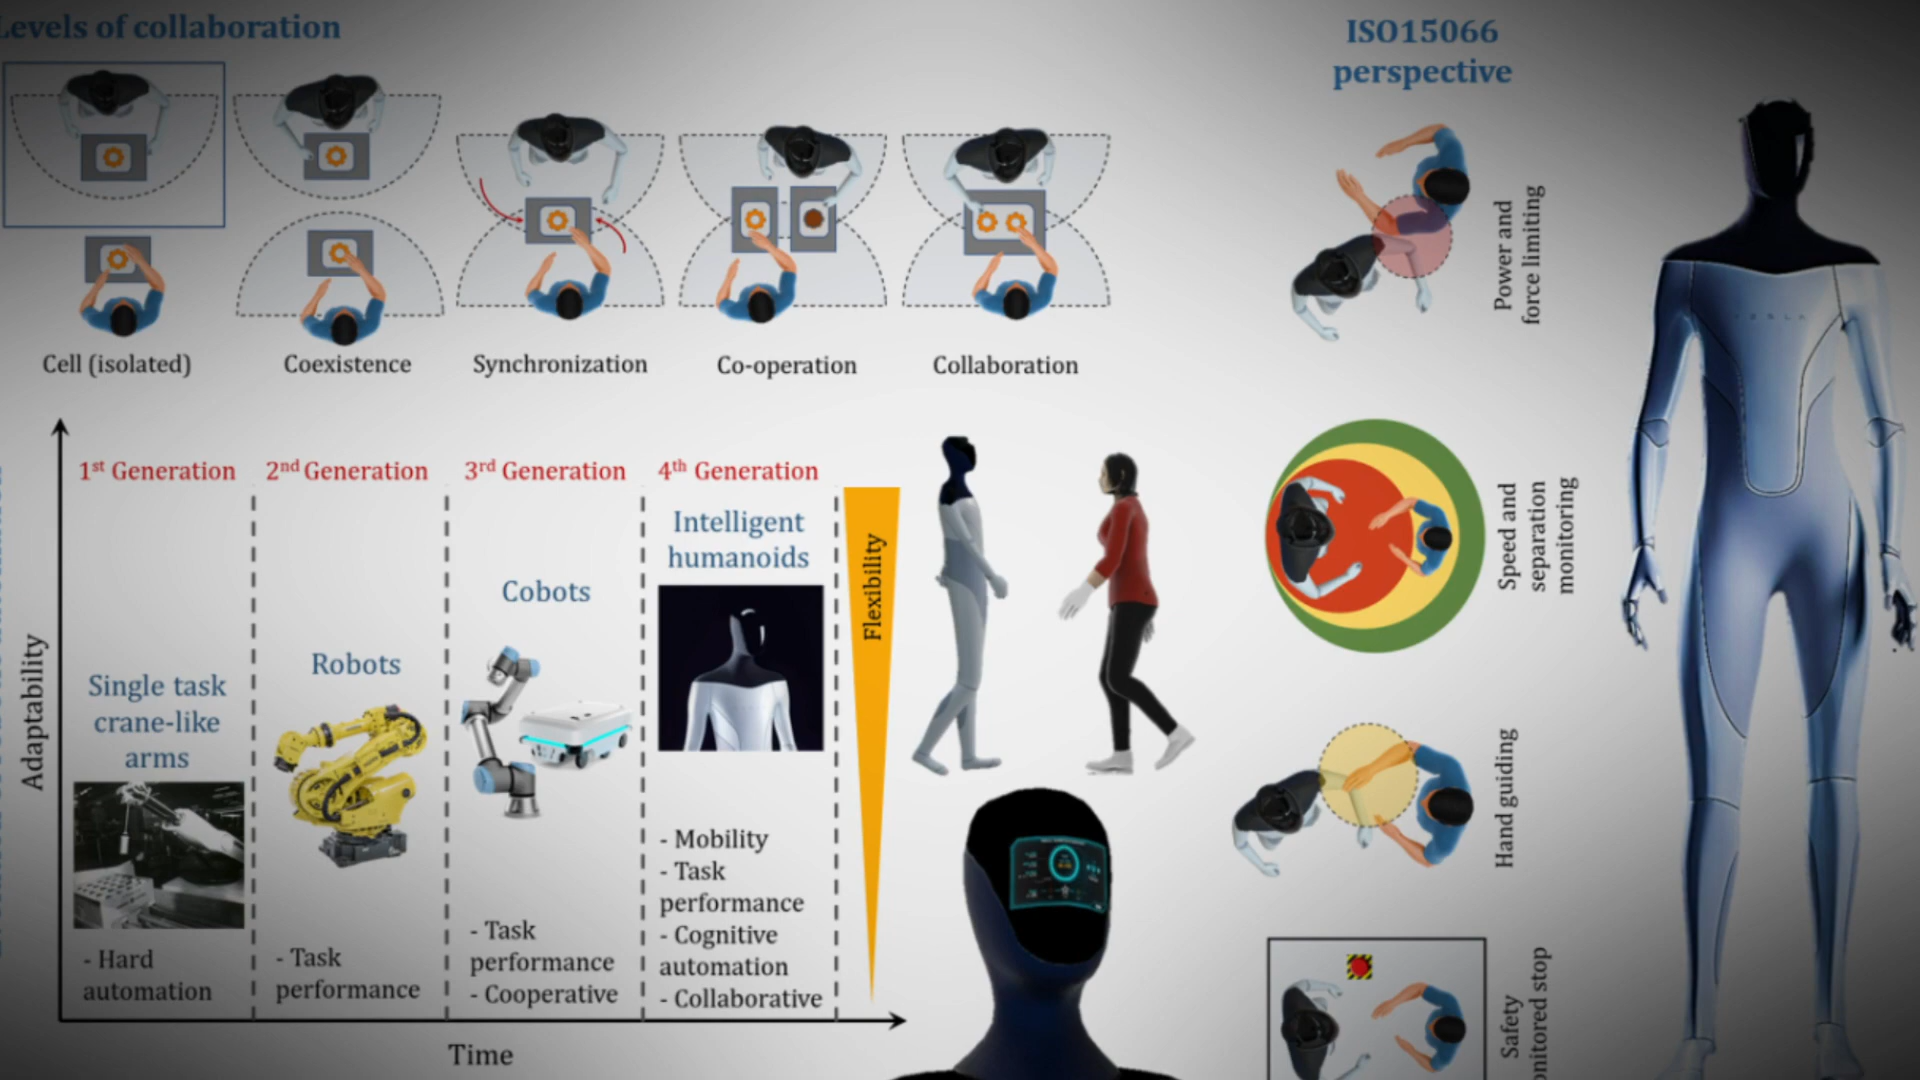 Levels of collaboration
Cell (isolated)
Coexistence
Synchronization
Co-operation
Collaboration
Adaptability
1st Generation
2nd Generation
3rd Generation
4th Generation
Single task
crane-like
arms
- Hard
automation
Robots
- Task
performance
Cobots
- Task
performance
- Cooperative
Intelligent
humanoids
- Mobility
- Task
performance
- Cognitive
automation
- Collaborative
Flexibility
Time
ISO15066
perspective
Power and
force limiting
Speed and
separation
monitoring
Hand guiding
Safety
nitored stop
TESLA